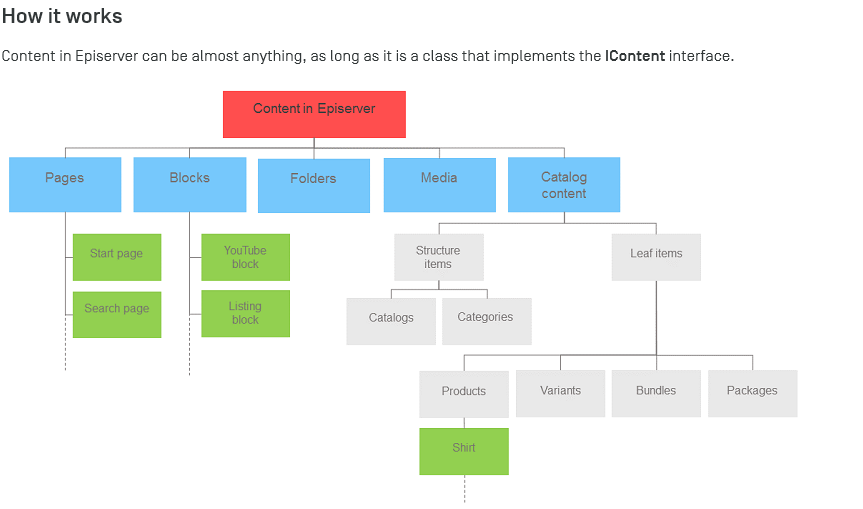 How it works
Content in Episerver can be almost anything, as long as it is a class that implements the IContent interface.
Content in Episerver
Pages
Blocks
Folders
Media
Catalog
content
Start page
YouTube
block
Structure
items
Leaf items
Search page
Listing
block
Catalogs
Categories
Products
Variants
Bundles
Packages
Shirt